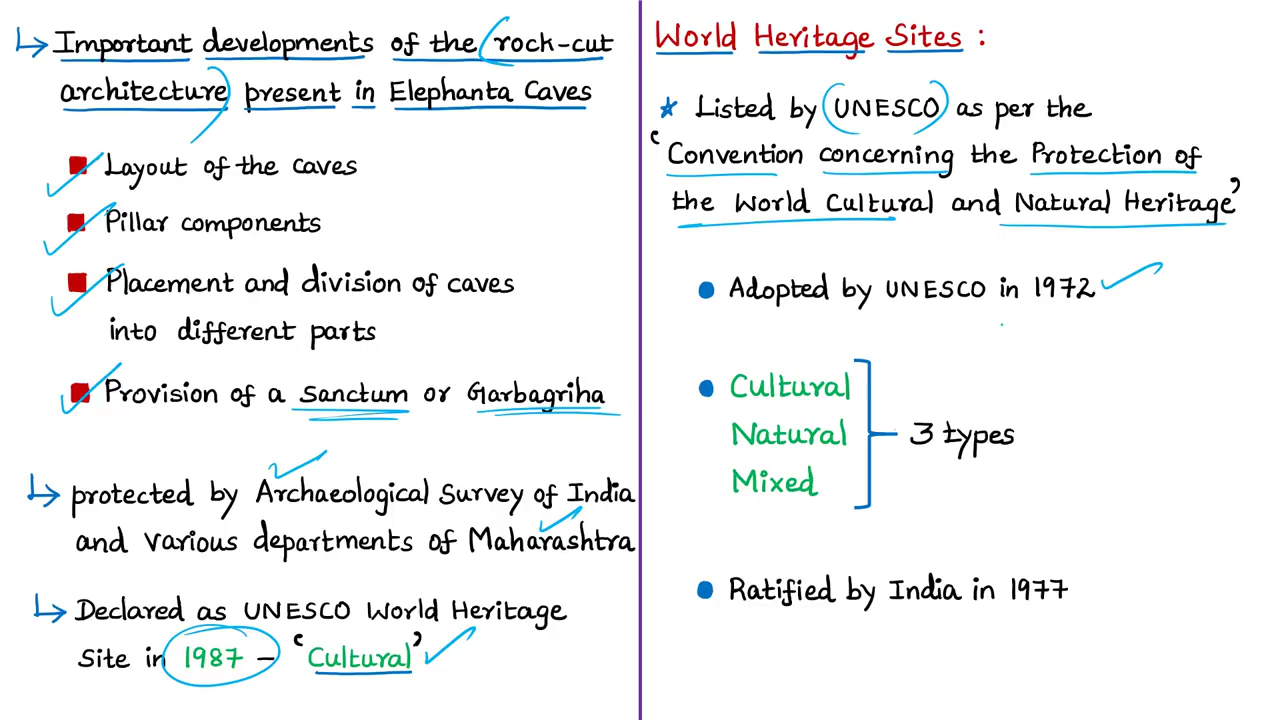 Important developments of the rock-cut
architecture present in Elephanta Caves
Layout of the caves
Pillar components
Placement and division of caves
into different parts
Provision of a sanctum or Garbagriha
protected by Archaeological Survey of India
and various departments of Maharashtra
Declared as UNESCO World Heritage
Site in 1987 – ‘Cultural’
World Heritage Sites :
★ Listed by UNESCO as per the
‘Convention concerning the Protection of
the World Cultural and Natural Heritage’
Adopted by UNESCO in 1972
Cultural
Natural
Mixed
3 types
Ratified by India in 1977